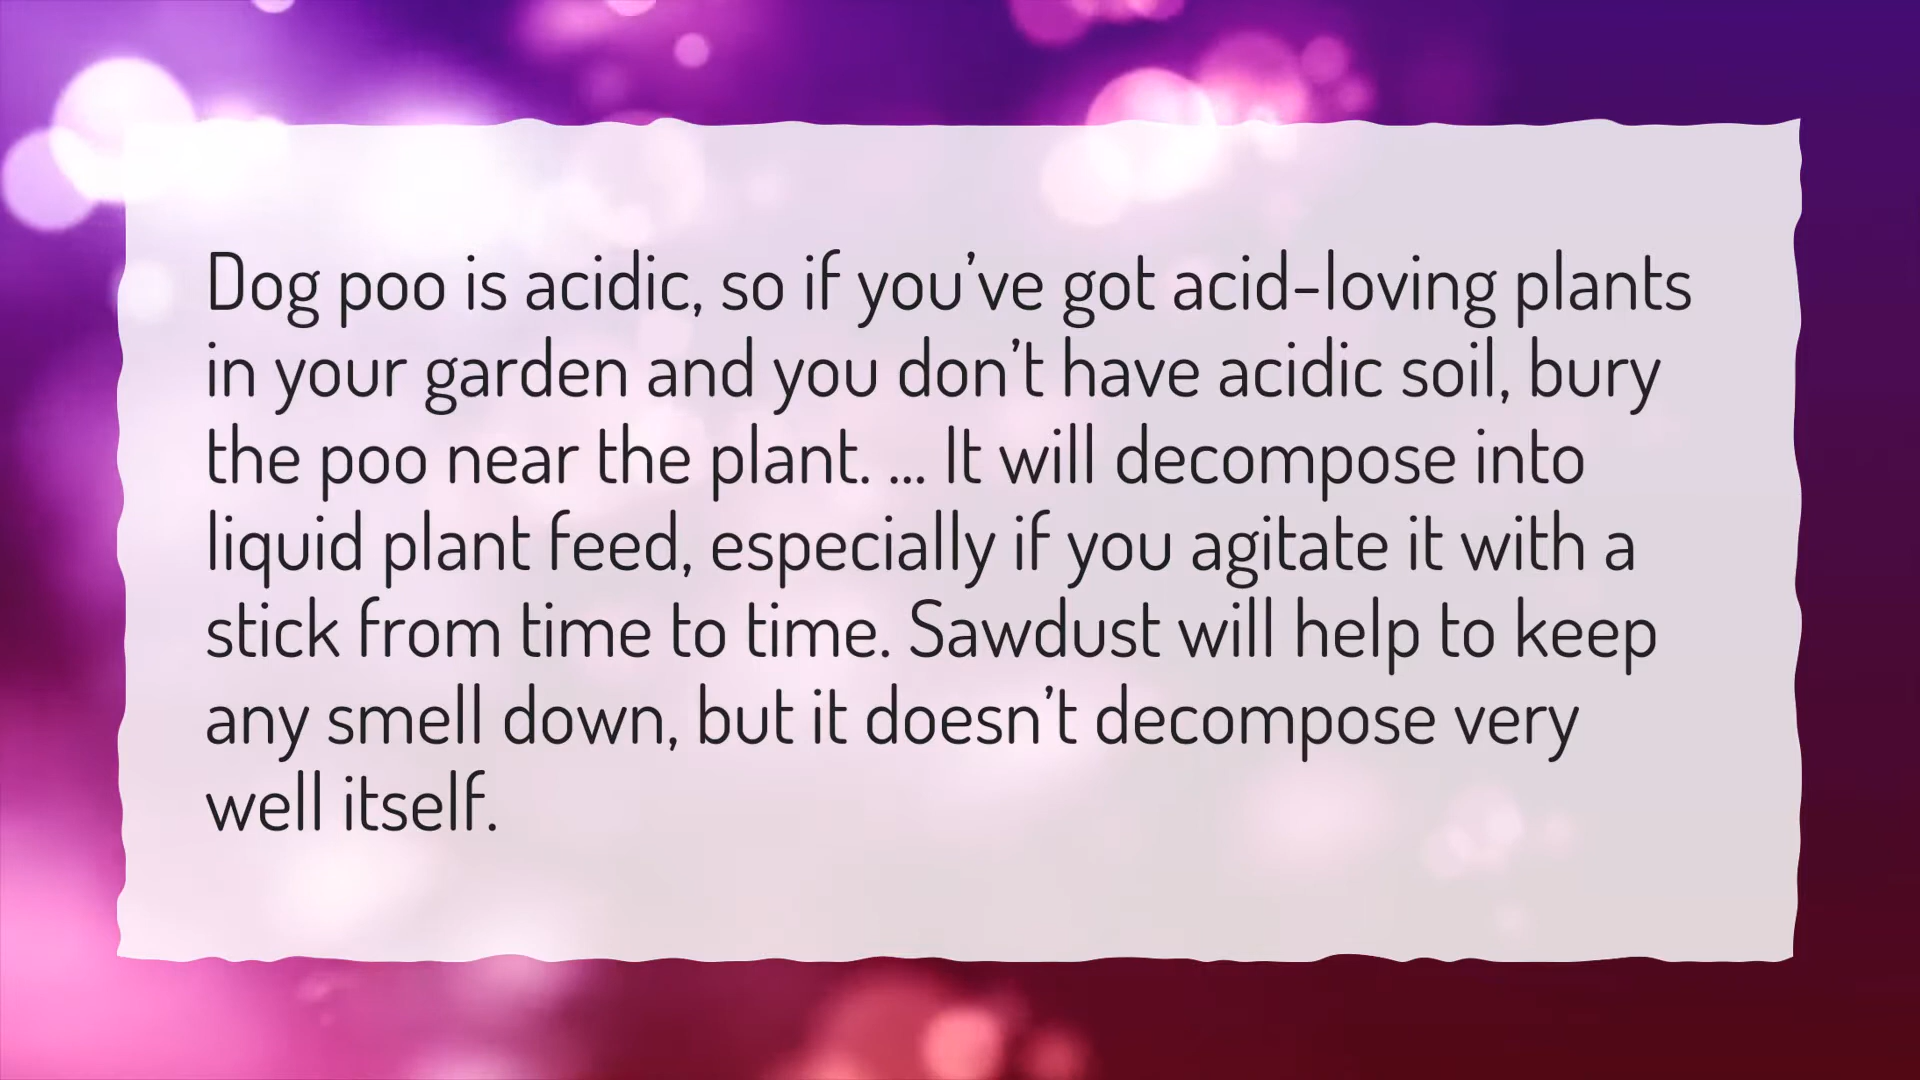 Dog poo is acidic, so if you’ve got acid-loving plants
in your garden and you don’t have acidic soil, bury
the poo near the plant. ... It will decompose into
liquid plant feed, especially if you agitate it with a
stick from time to time. Sawdust will help to keep
any smell down, but it doesn’t decompose very
well itself.